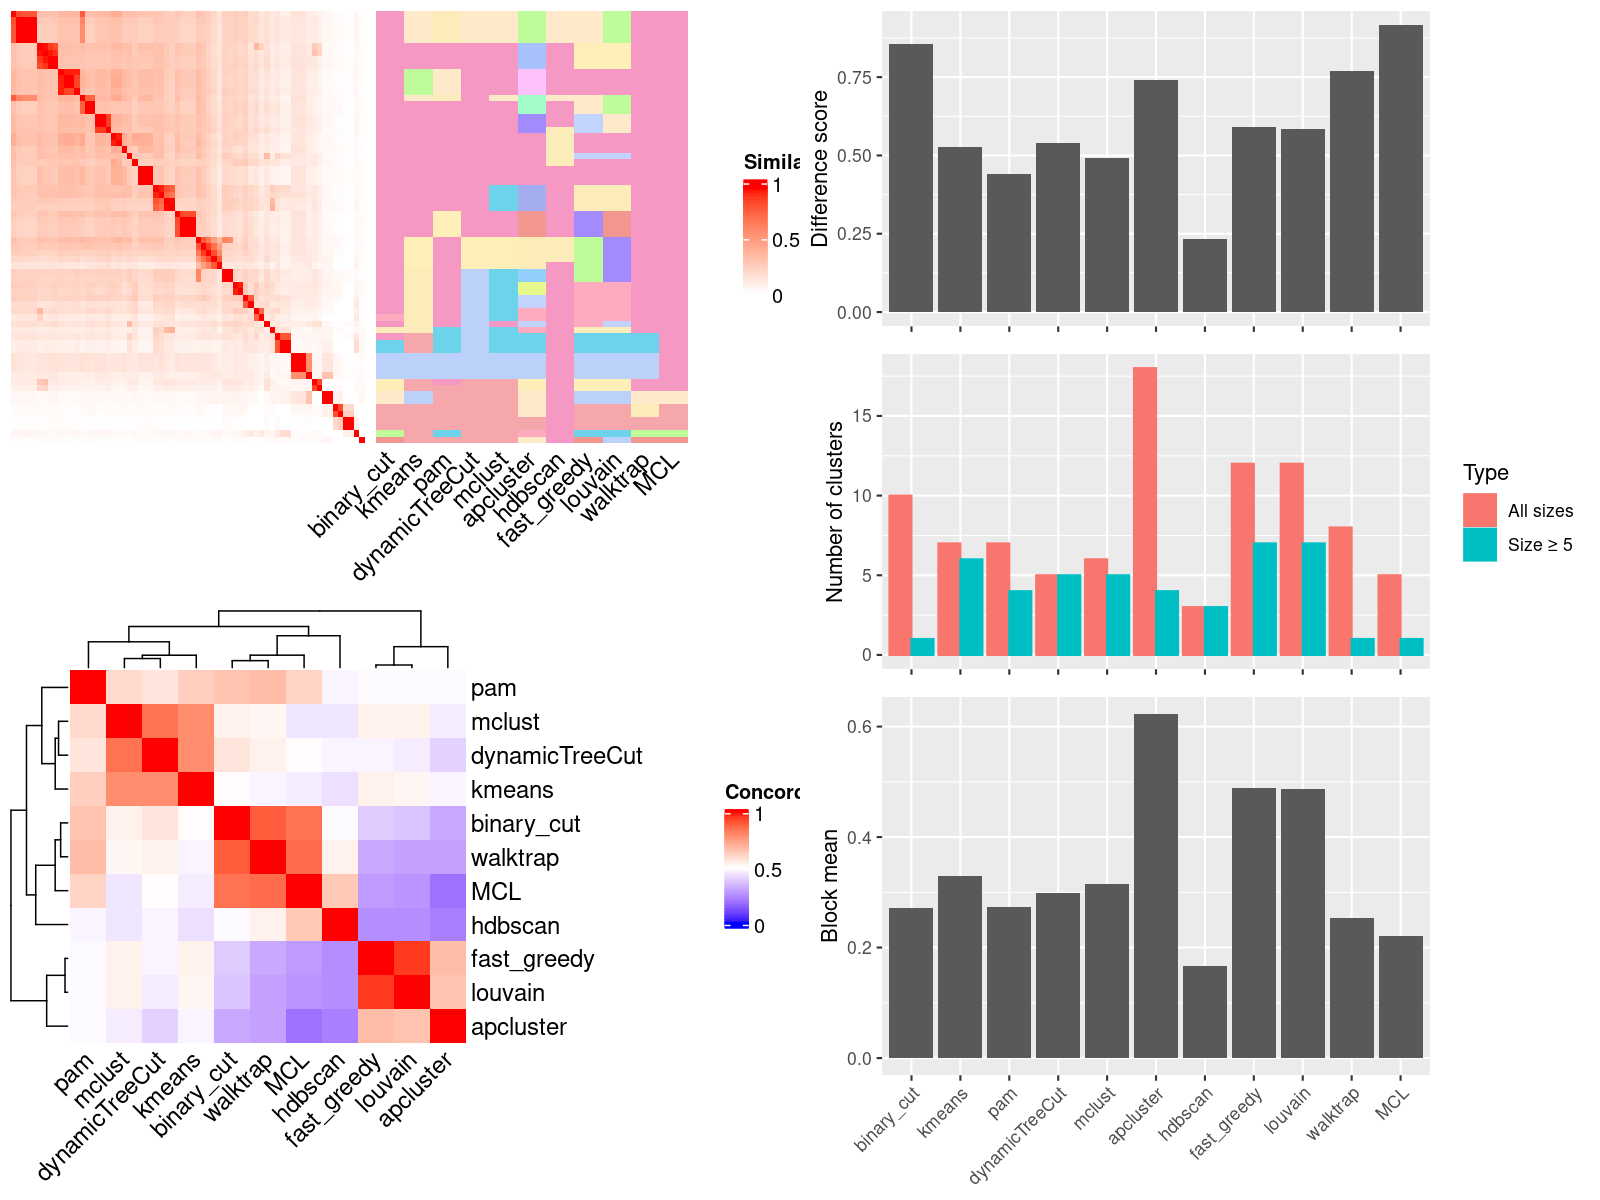 Simila
1
0.5
0
binary_cut
kmeans
pam
dynamicTreeCut
mclust
apcluster
hdbscan
fast_greedy
louvain
walktrap
MCL
pam
mclust
dynamicTreeCut
kmeans
binary_cut
walktrap
MCL
hdbscan
fast_greedy
louvain
apcluster
pam
mclust
dynamicTreeCut
kmeans
binary_cut
walktrap
MCL
hdbscan
fast_greedy
louvain
apcluster
Concord
1
0.5
0
Difference score
0.75
0.50
0.25
0.00
Number of clusters
15
10
5
0
Type
All sizes
Size ≥ 5
Block mean
0.6
0.4
0.2
0.0
binary_cut
kmeans
pam
dynamicTreeCut
mclust
apcluster
hdbscan
fast_greedy
louvain
walktrap
MCL